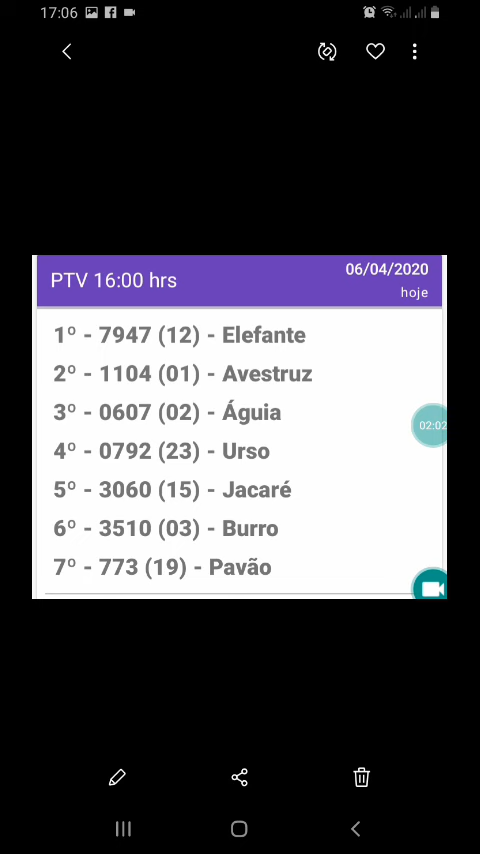 17:06
06/04/2020
PTV 16:00 hrs
hoje
1º - 7947 (12) - Elefante
2º - 1104 (01) - Avestruz
3º - 0607 (02) - Águia
02:02
4º - 0792 (23) - Urso
5º - 3060 (15) - Jacaré
6º - 3510 (03) - Burro
7º - 773 (19) - Pavão